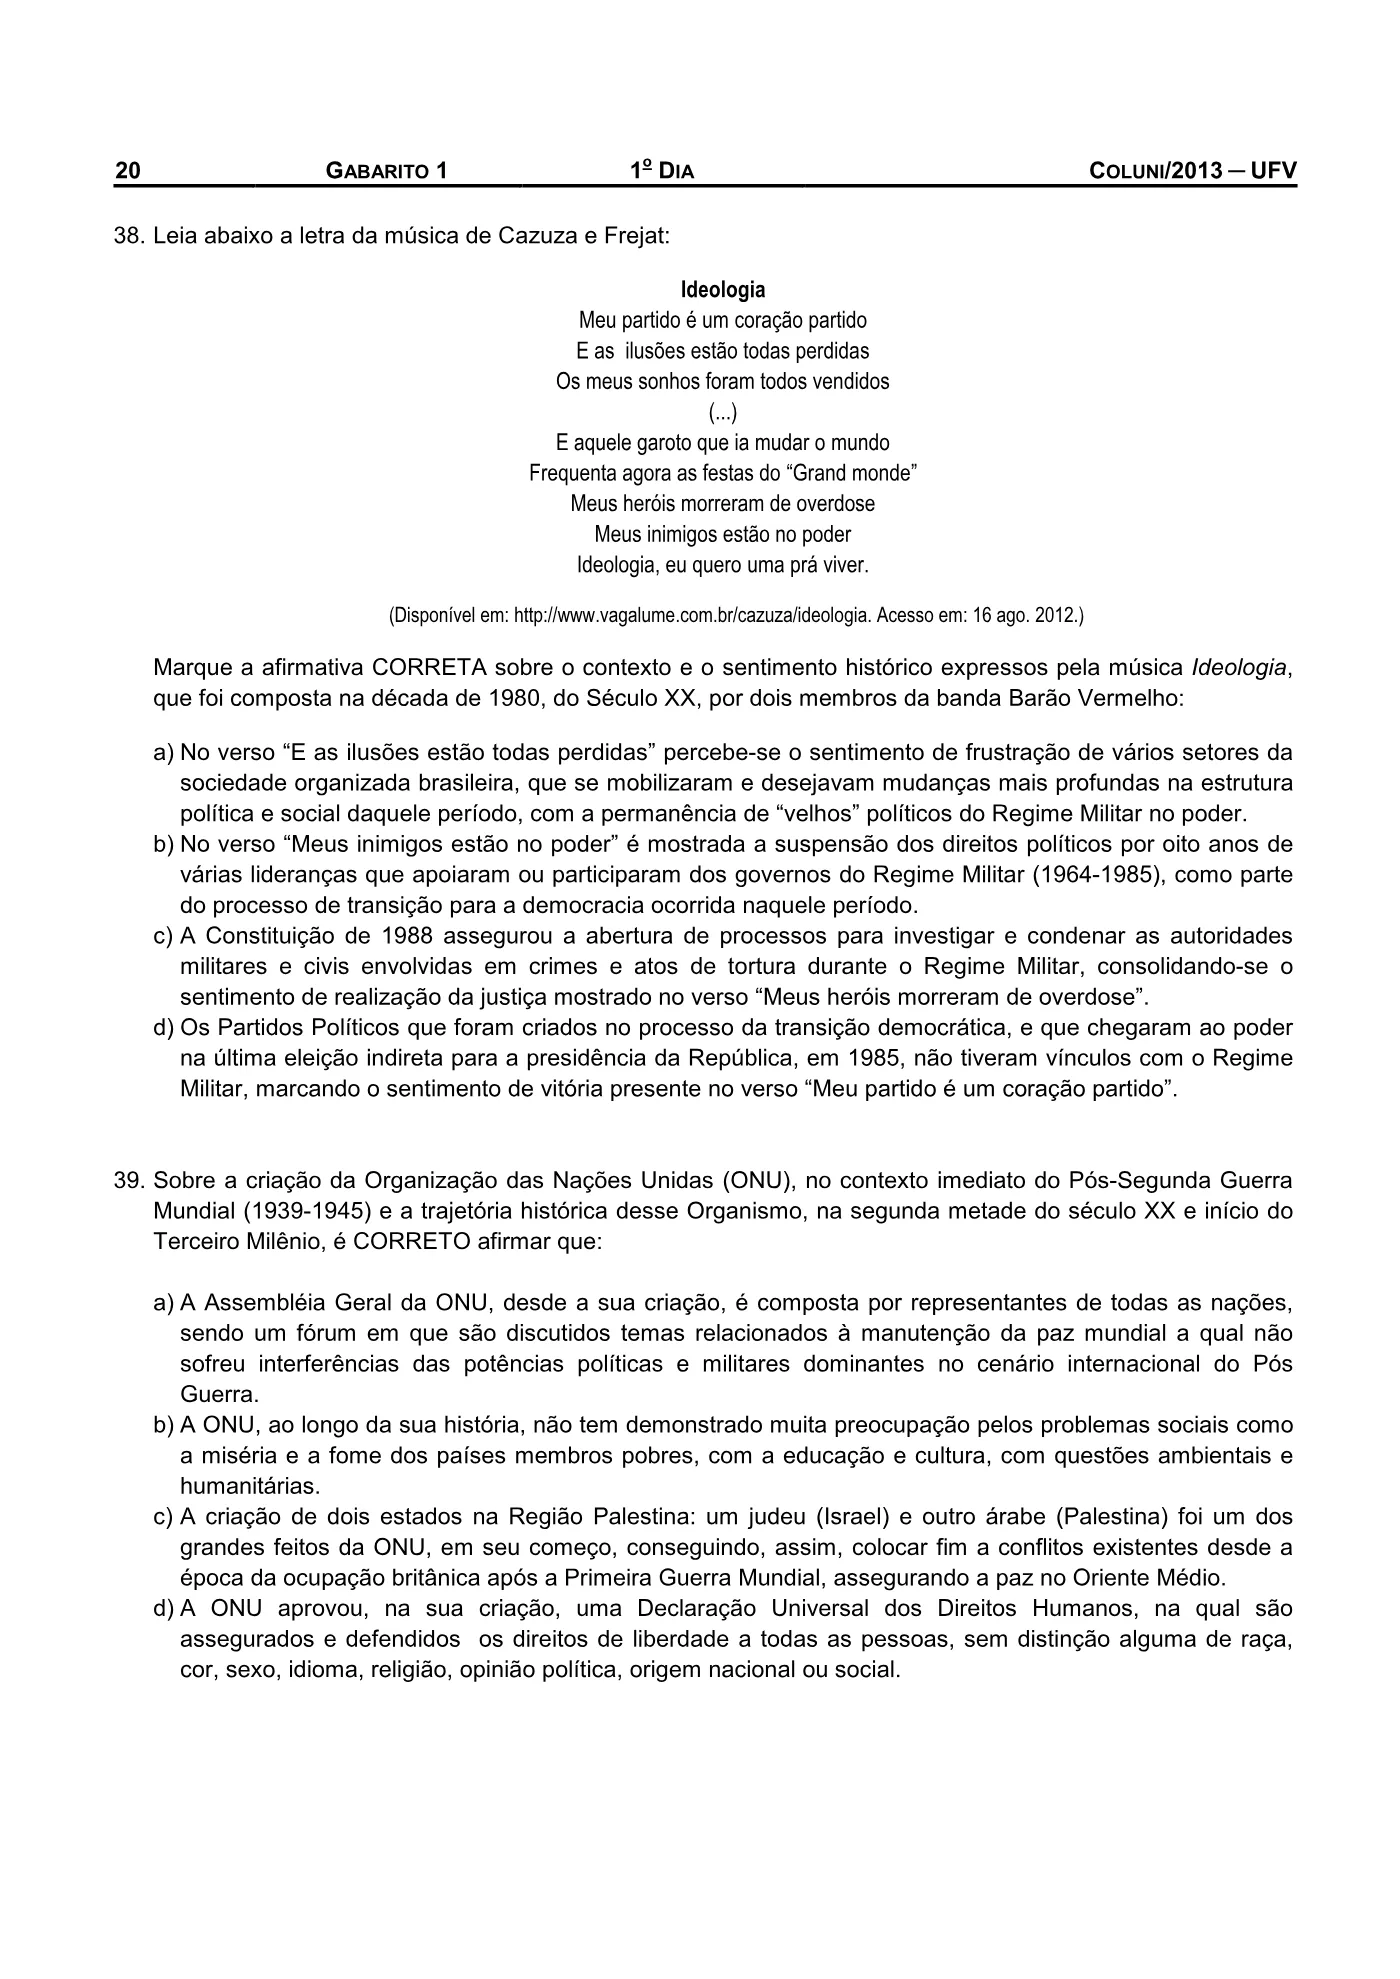 20 GABARITO 1 1º DIA COLUNI/2013 – UFV
38. Leia abaixo a letra da música de Cazuza e Frejat:
Ideologia
Meu partido é um coração partido
E as ilusões estão todas perdidas
Os meus sonhos foram todos vendidos
(...)
E aquele garoto que ia mudar o mundo
Frequenta agora as festas do “Grand monde”
Meus heróis morreram de overdose
Meus inimigos estão no poder
Ideologia, eu quero uma prá viver.
(Disponível em: http://www.vagalume.com.br/cazuza/ideologia. Acesso em: 16 ago. 2012.)
Marque a afirmativa CORRETA sobre o contexto e o sentimento histórico expressos pela música Ideologia,
que foi composta na década de 1980, do Século XX, por dois membros da banda Barão Vermelho:
a) No verso “E as ilusões estão todas perdidas” percebe-se o sentimento de frustração de vários setores da
sociedade organizada brasileira, que se mobilizaram e desejavam mudanças mais profundas na estrutura
política e social daquele período, com a permanência de “velhos” políticos do Regime Militar no poder.
b) No verso “Meus inimigos estão no poder” é mostrada a suspensão dos direitos políticos por oito anos de
várias lideranças que apoiaram ou participaram dos governos do Regime Militar (1964-1985), como parte
do processo de transição para a democracia ocorrida naquele período.
c) A Constituição de 1988 assegurou a abertura de processos para investigar e condenar as autoridades
militares e civis envolvidas em crimes e atos de tortura durante o Regime Militar, consolidando-se o
sentimento de realização da justiça mostrado no verso “Meus heróis morreram de overdose”.
d) Os Partidos Políticos que foram criados no processo da transição democrática, e que chegaram ao poder
na última eleição indireta para a presidência da República, em 1985, não tiveram vínculos com o Regime
Militar, marcando o sentimento de vitória presente no verso “Meu partido é um coração partido”.
39. Sobre a criação da Organização das Nações Unidas (ONU), no contexto imediato do Pós-Segunda Guerra
Mundial (1939-1945) e a trajetória histórica desse Organismo, na segunda metade do século XX e início do
Terceiro Milênio, é CORRETO afirmar que:
a) A Assembléia Geral da ONU, desde a sua criação, é composta por representantes de todas as nações,
sendo um fórum em que são discutidos temas relacionados à manutenção da paz mundial a qual não
sofreu interferências das potências políticas e militares dominantes no cenário internacional do Pós
Guerra.
b) A ONU, ao longo da sua história, não tem demonstrado muita preocupação pelos problemas sociais como
a miséria e a fome dos países membros pobres, com a educação e cultura, com questões ambientais e
humanitárias.
c) A criação de dois estados na Região Palestina: um judeu (Israel) e outro árabe (Palestina) foi um dos
grandes feitos da ONU, em seu começo, conseguindo, assim, colocar fim a conflitos existentes desde a
época da ocupação britânica após a Primeira Guerra Mundial, assegurando a paz no Oriente Médio.
d) A ONU aprovou, na sua criação, uma Declaração Universal dos Direitos Humanos, na qual são
assegurados e defendidos os direitos de liberdade a todas as pessoas, sem distinção alguma de raça,
cor, sexo, idioma, religião, opinião política, origem nacional ou social.